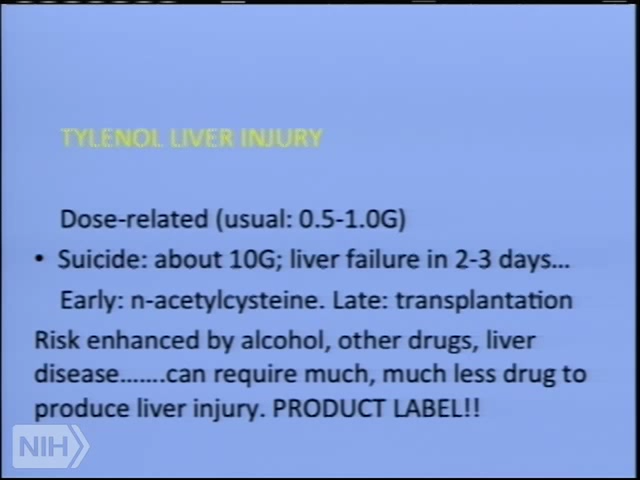 TYLENOL LIVER INJURY
Dose-related (usual: 0.5-1.0G)
• Suicide: about 10G; liver failure in 2-3 days…
Early: n-acetylcysteine. Late: transplantation
Risk enhanced by alcohol, other drugs, liver
disease…….can require much, much less drug to
produce liver injury. PRODUCT LABEL!!
NIH